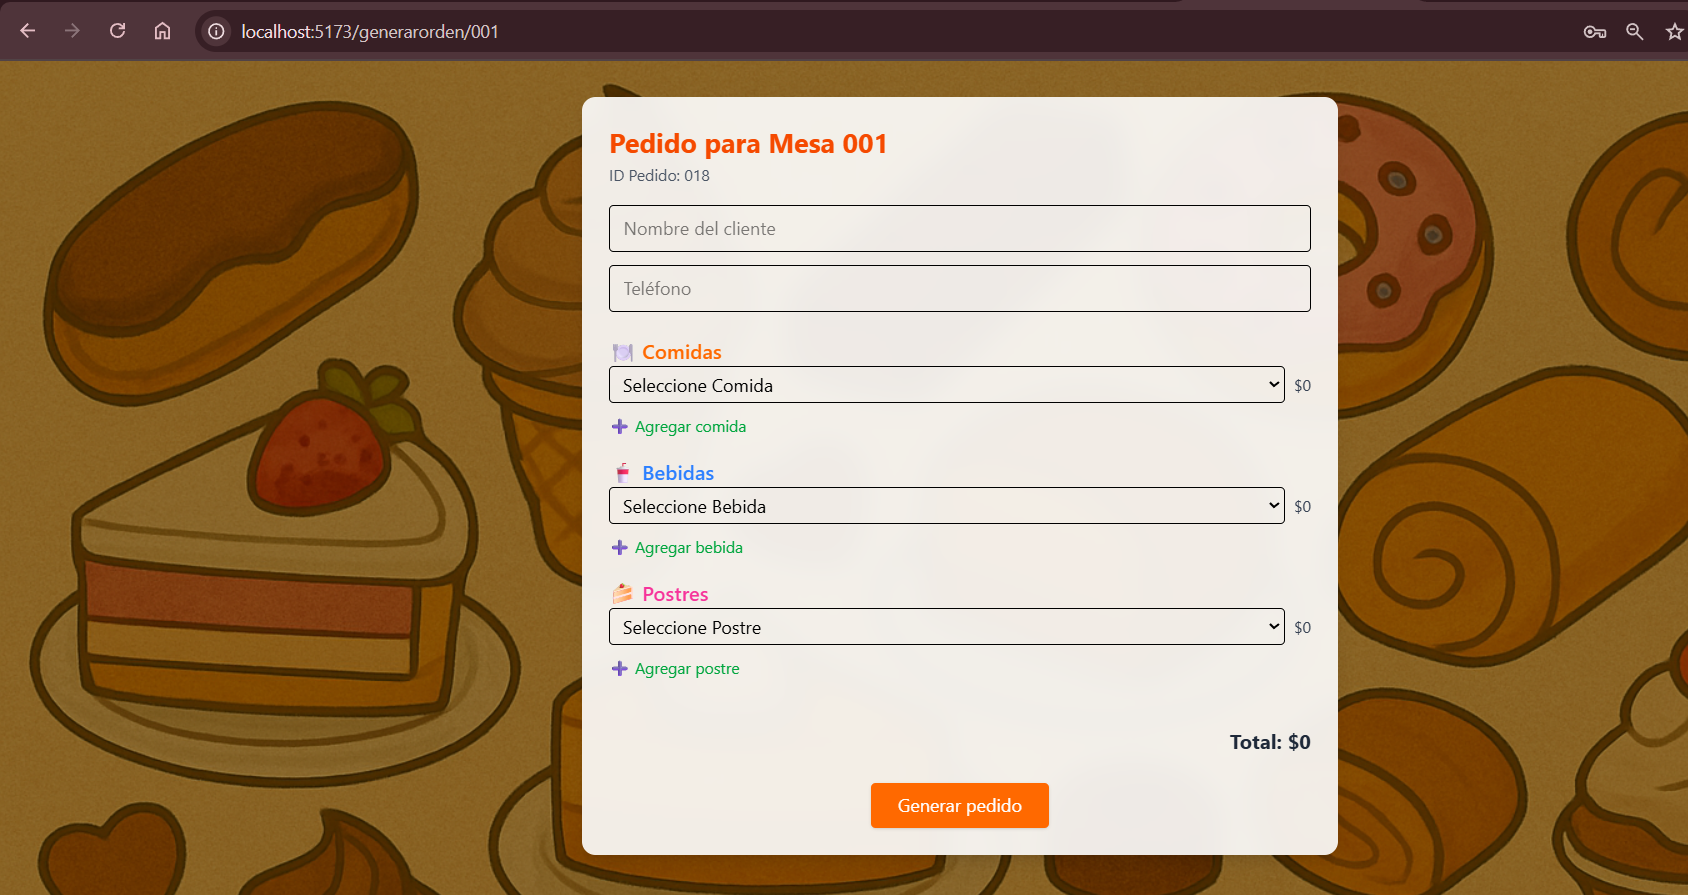 localhost:5173/generarorden/001
Pedido para Mesa 001
ID Pedido: 018
Nombre del cliente
Teléfono
Comidas
Seleccione Comida $0
Agregar comida
Bebidas
Seleccione Bebida $0
Agregar bebida
Postres
Seleccione Postre $0
Agregar postre
Total: $0
Generar pedido